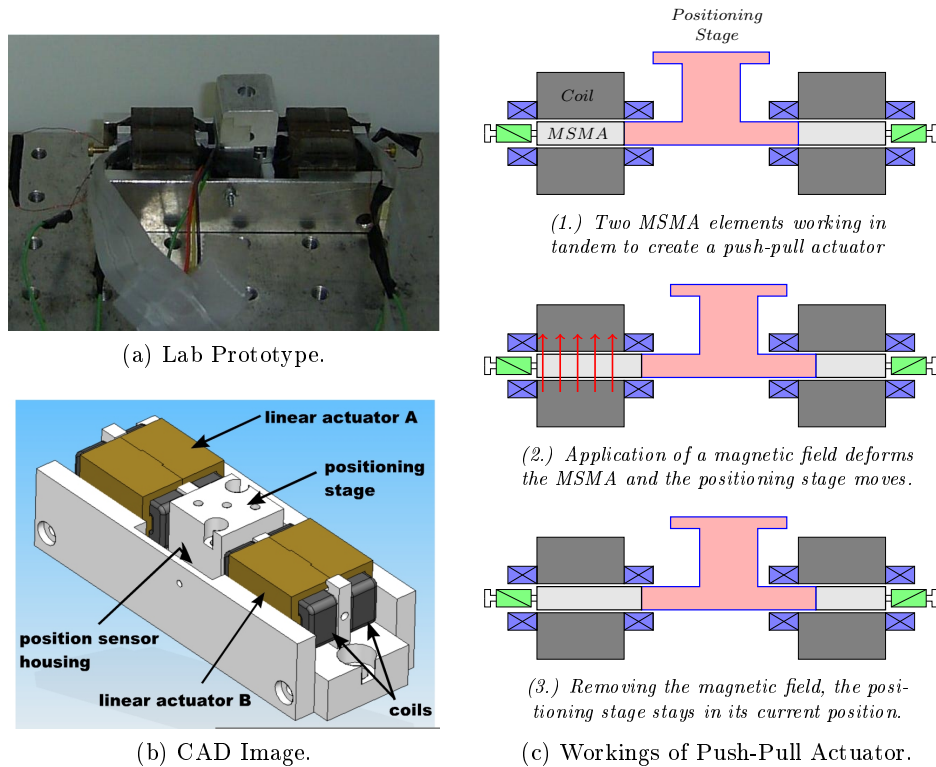 (a) Lab Prototype.
linear actuator A
positioning
stage
position sensor
housing
linear actuator B
coils
(b) CAD Image.
Positioning
Stage
Coil
MSMA
(1.) Two MSMA elements working in
tandem to create a push-pull actuator
(2.) Application of a magnetic field deforms
the MSMA and the positioning stage moves.
(3.) Removing the magnetic field, the posi-
tioning stage stays in its current position.
(c) Workings of Push-Pull Actuator.